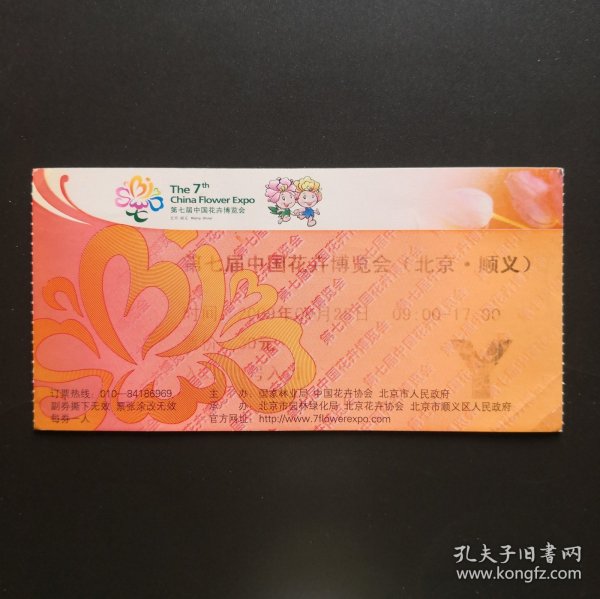 The 7th
China Flower Expo
第七届中国花卉博览会
第七届中国花卉博览会(北京·顺义)
09:00-17:00
订票热线:010-84186969
副券撕下无效 票张涂改无效
每券一人
主 办:国家林业局 中国花卉协会 北京市人民政府
承 办:北京市园林绿化局 北京花卉协会 北京市顺义区人民政府
官方网址:http://www.7flowerexpo.com
孔夫子旧书网
www.kongfz.com